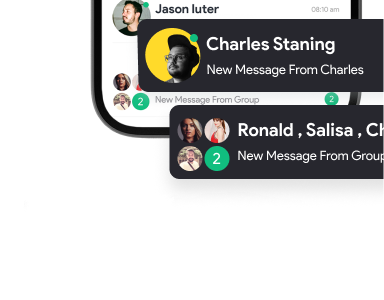 Jason luter
08:10 am
Charles Staning
New Message From Charles
2
New Message From Group
2
Ronald , Salisa , Ch
2
New Message From Group